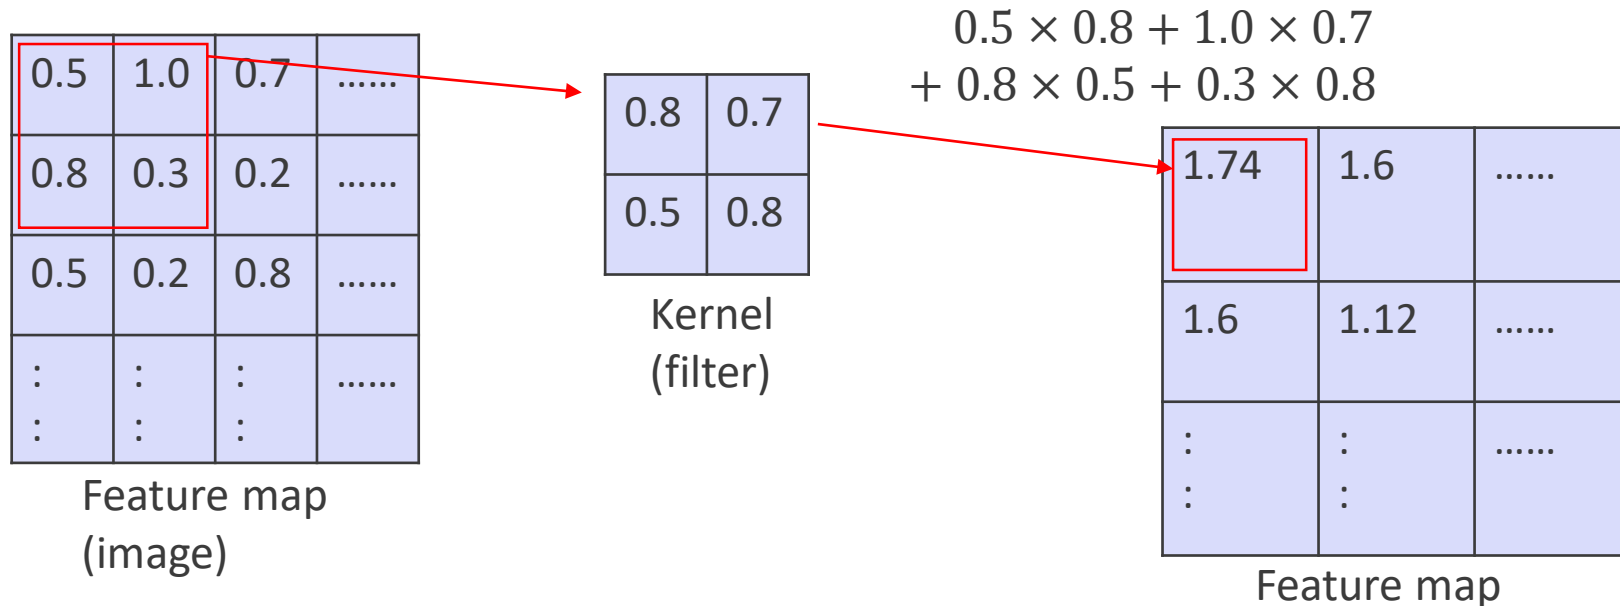 0.5 × 0.8 + 1.0 × 0.7
+ 0.8 × 0.5 + 0.3 × 0.8
0.5 1.0 0.7 ......
0.8 0.3 0.2 ......
0.5 0.2 0.8 ......
: : : ......
: : :
Feature map
(image)
0.8 0.7
0.5 0.8
Kernel
(filter)
1.74 1.6 ......
1.6 1.12 ......
: : ......
: :
Feature map